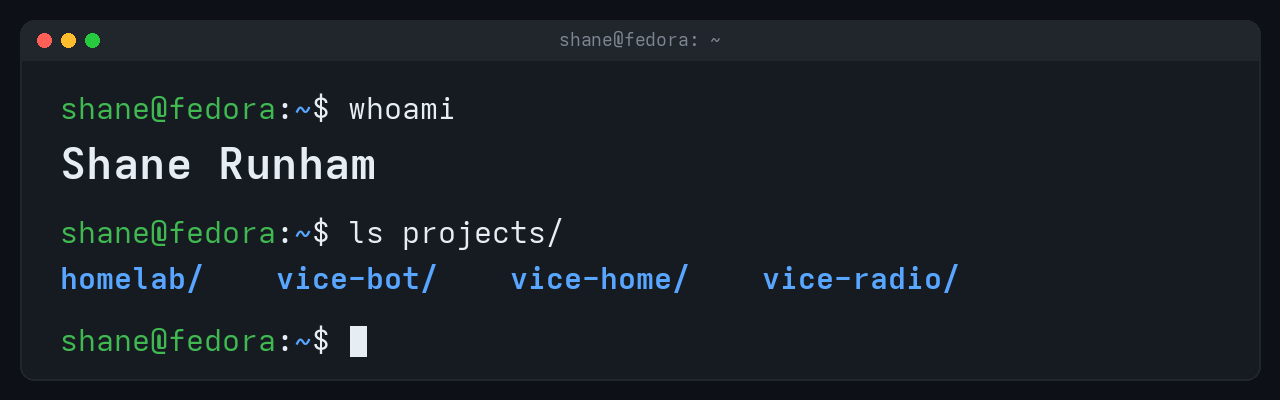 shane@fedora: ~
shane@fedora:~$ whoami
Shane Runham
shane@fedora:~$ ls projects/
homelab/    vice-bot/    vice-home/    vice-radio/
shane@fedora:~$